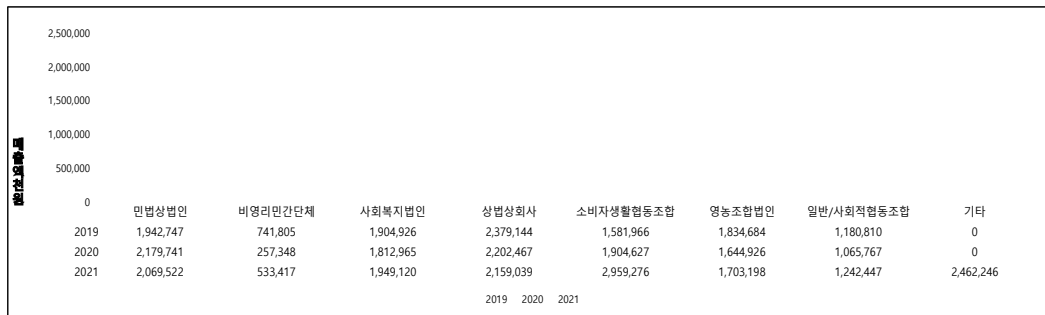 2,500,000
2,000,000
1,500,000
1,000,000
500,000
0
민법상법인 비영리민간단체 사회복지법인 상법상회사 소비자생활협동조합 영농조합법인 일반/사회적협동조합 기타
2019 1,942,747 741,805 1,904,926 2,379,144 1,581,966 1,834,684 1,180,810 0
2020 2,179,741 257,348 1,812,965 2,202,467 1,904,627 1,644,926 1,065,767 0
2021 2,069,522 533,417 1,949,120 2,159,039 2,959,276 1,703,198 1,242,447 2,462,246
2019 2020 2021